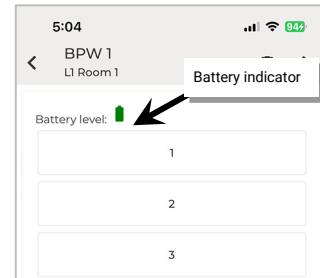 5:04
94
BPW 1
L1 Room 1
Battery indicator
Battery level:
1
2
3